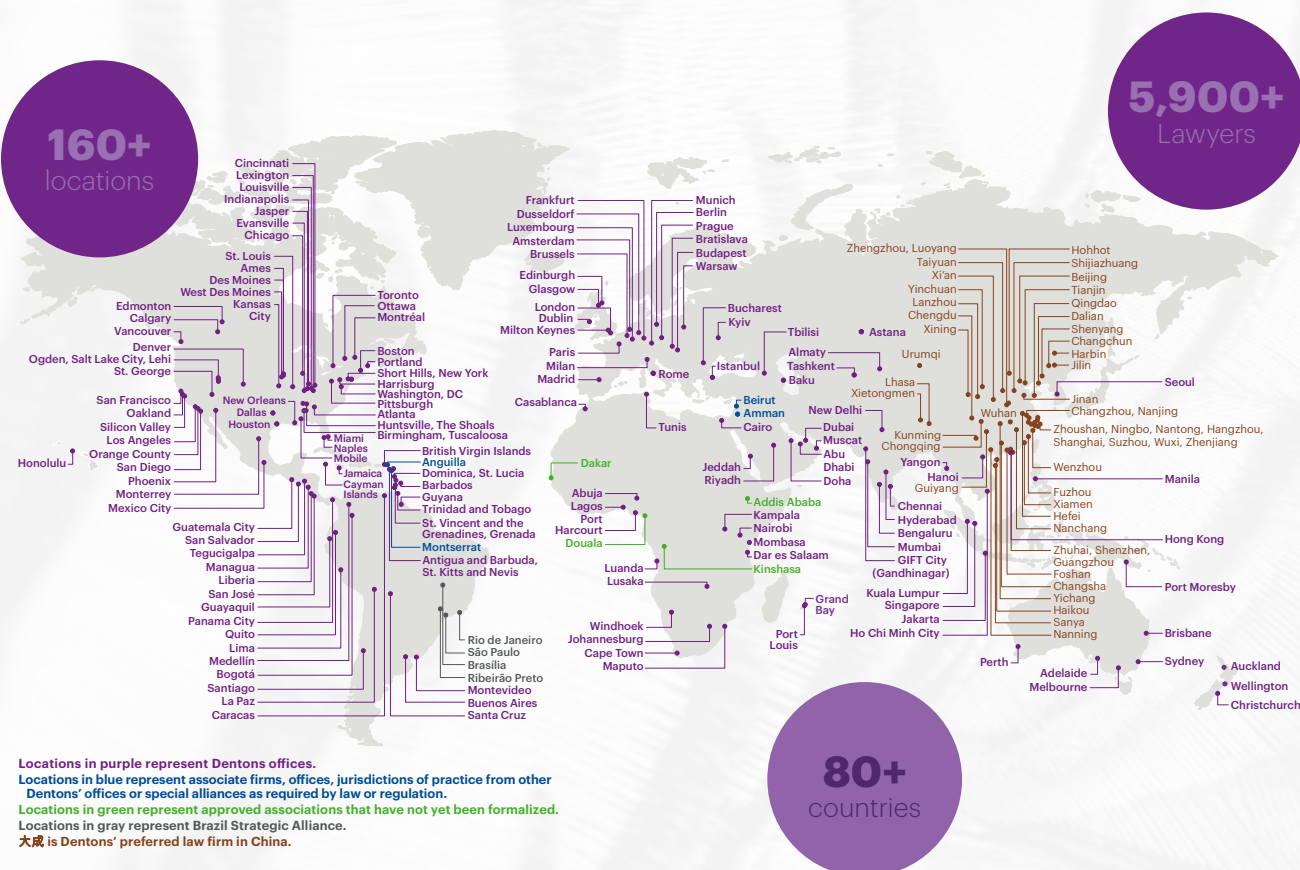 160+
locations
5,900+
Lawyers
Cincinnati
Lexington
Louisville
Indianapolis
Jasper
Evansville
Chicago
St. Louis
Ames
Des Moines
West Des Moines
Kansas
City
Edmonton
Calgary
Vancouver
Denver
Ogden, Salt Lake City, Lehi
St. George
San Francisco
Oakland
Silicon Valley
Los Angeles
Orange County
San Diego
Phoenix
Monterrey
Mexico City
Honolulu
New Orleans
Dallas
Houston
Toronto
Ottawa
Montréal
Boston
Portland
Short Hills, New York
Harrisburg
Washington, DC
Pittsburgh
Atlanta
Huntsville, The Shoals
Birmingham, Tuscaloosa
Miami
Naples
Mobile
Jamaica
Cayman
Islands
British Virgin Islands
Anguilla
Dominica, St. Lucia
Barbados
Guyana
Trinidad and Tobago
St. Vincent and the
Grenadines, Grenada
Montserrat
Antigua and Barbuda,
St. Kitts and Nevis
Guatemala City
San Salvador
Tegucigalpa
Managua
Liberia
San José
Guayaquil
Panama City
Quito
Lima
Medellín
Bogotá
Santiago
La Paz
Caracas
Rio de Janeiro
São Paulo
Brasília
Ribeirão Preto
Montevideo
Buenos Aires
Santa Cruz
Frankfurt
Dusseldorf
Luxembourg
Amsterdam
Brussels
Edinburgh
Glasgow
London
Dublin
Milton Keynes
Paris
Milan
Madrid
Casablanca
Munich
Berlin
Prague
Bratislava
Budapest
Warsaw
Bucharest
Kyiv
Istanbul
Rome
Tunis
Tbilisi
Astana
Almaty
Tashkent
Baku
Beirut
Amman
Cairo
New Delhi
Dubai
Muscat
Abu
Dhabi
Doha
Jeddah
Riyadh
Dakar
Abuja
Lagos
Port
Harcourt
Douala
Addis Ababa
Kampala
Nairobi
Mombasa
Dar es Salaam
Kinshasa
Luanda
Lusaka
Windhoek
Johannesburg
Cape Town
Maputo
Grand
Bay
Port
Louis
Zhengzhou, Luoyang
Taiyuan
Xi’an
Yinchuan
Lanzhou
Chengdu
Xining
Urumqi
Lhasa
Xietongmen
Wuhan
Kunming
Chongqing
Yangon
Hanoi
Guiyang
Chennai
Hyderabad
Bengaluru
Mumbai
GIFT City
(Gandhinagar)
Kuala Lumpur
Singapore
Jakarta
Ho Chi Minh City
Hohhot
Shijiazhuang
Beijing
Tianjin
Qingdao
Dalian
Shenyang
Changchun
Harbin
Jilin
Seoul
Jinan
Changzhou, Nanjing
Zhoushan, Ningbo, Nantong, Hangzhou,
Shanghai, Suzhou, Wuxi, Zhenjiang
Wenzhou
Manila
Fuzhou
Xiamen
Hefei
Nanchang
Hong Kong
Zhuhai, Shenzhen,
Guangzhou
Foshan
Changsha
Yichang
Haikou
Sanya
Nanning
Port Moresby
Perth
Adelaide
Melbourne
Brisbane
Sydney
Auckland
Wellington
Christchurch
80+
countries
Locations in purple represent Dentons offices.
Locations in blue represent associate firms, offices, jurisdictions of practice from other
Dentons’ offices or special alliances as required by law or regulation.
Locations in green represent approved associations that have not yet been formalized.
Locations in gray represent Brazil Strategic Alliance.
大成 is Dentons’ preferred law firm in China.